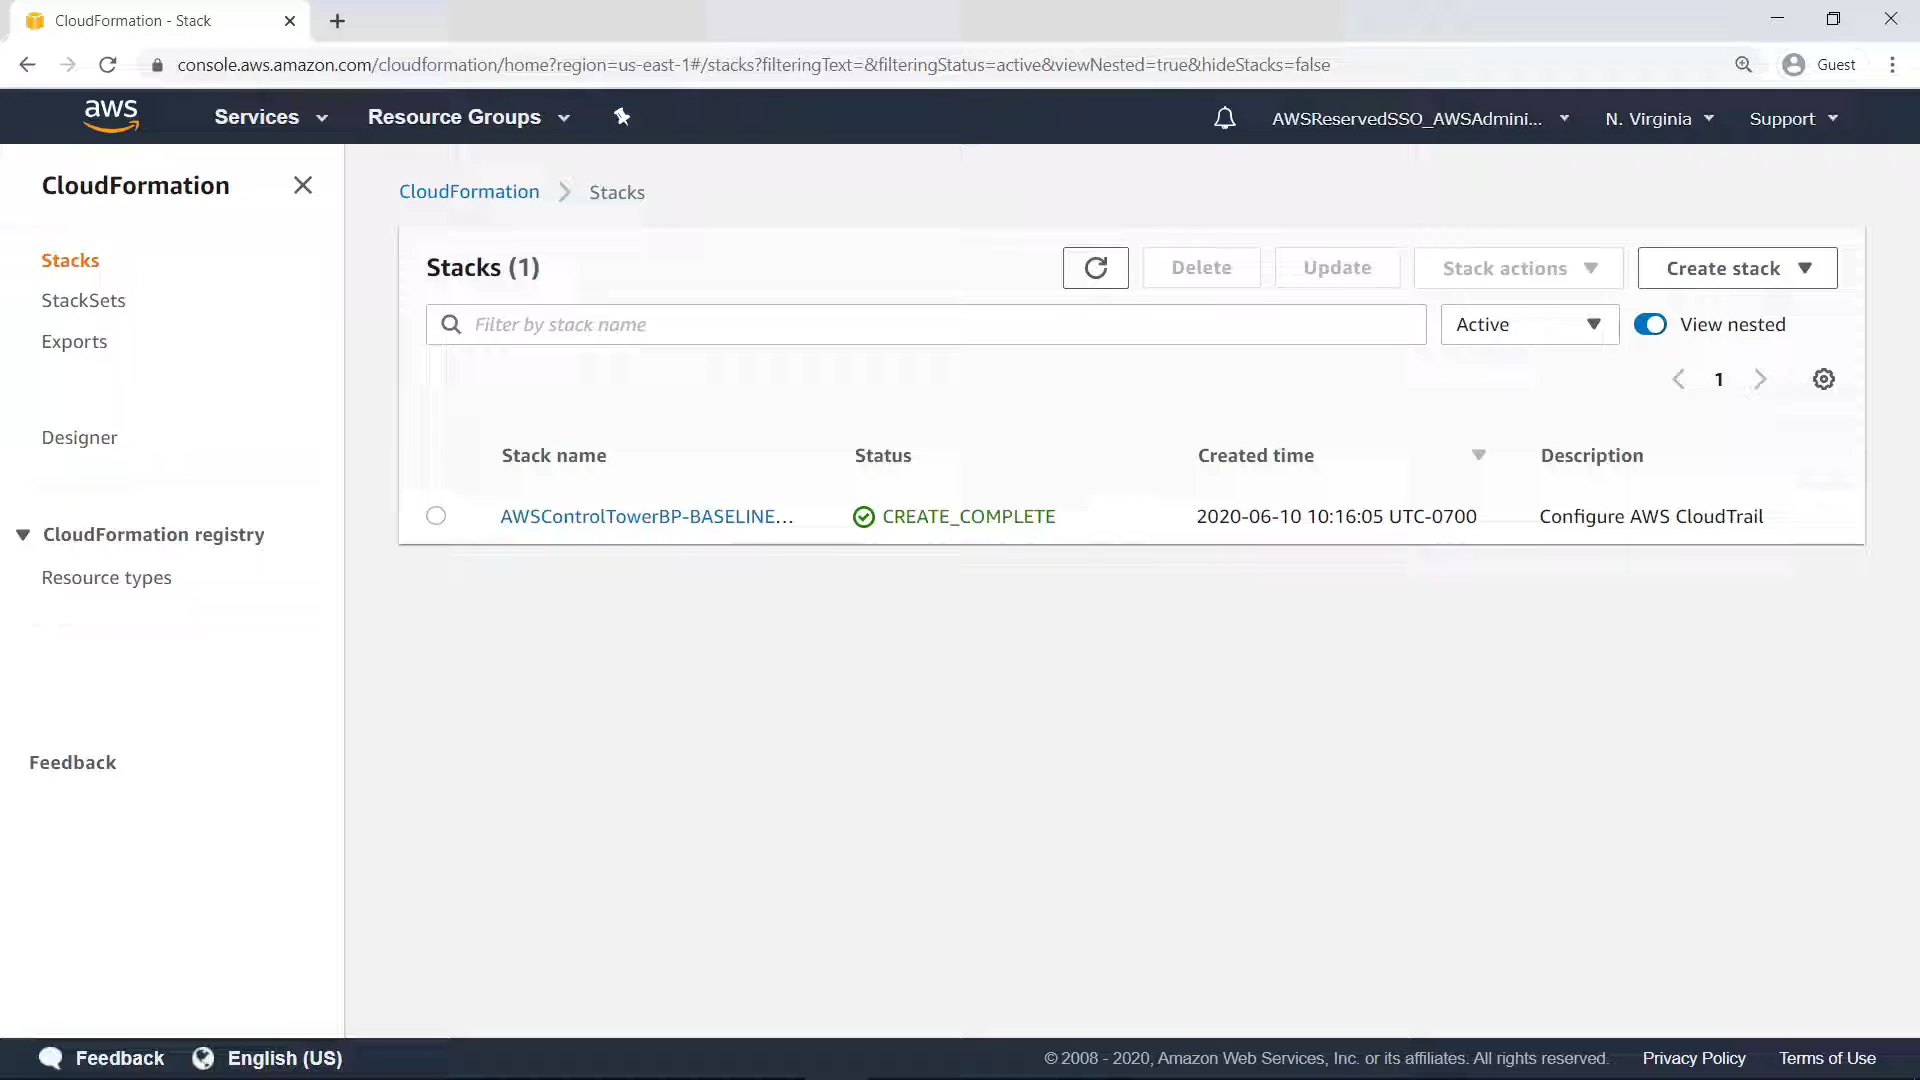 CloudFormation - Stack
console.aws.amazon.com/cloudformation/home?region=us-east-1#/stacks?filteringText=&filteringStatus=active&viewNested=true&hideStacks=false
Guest
aws
Services
Resource Groups
AWSReservedSSO_AWSAdmini...
N. Virginia
Support
CloudFormation
Stacks
StackSets
Exports
Designer
CloudFormation registry
Resource types
Feedback
CloudFormation
Stacks
Stacks (1)
Delete
Update
Stack actions
Create stack
Filter by stack name
Active
View nested
1
Stack name
Status
Created time
Description
AWSControlTowerBP-BASELINE...
CREATE_COMPLETE
2020-06-10 10:16:05 UTC-0700
Configure AWS CloudTrail
Feedback
English (US)
© 2008 - 2020, Amazon Web Services, Inc. or its affiliates. All rights reserved.
Privacy Policy
Terms of Use